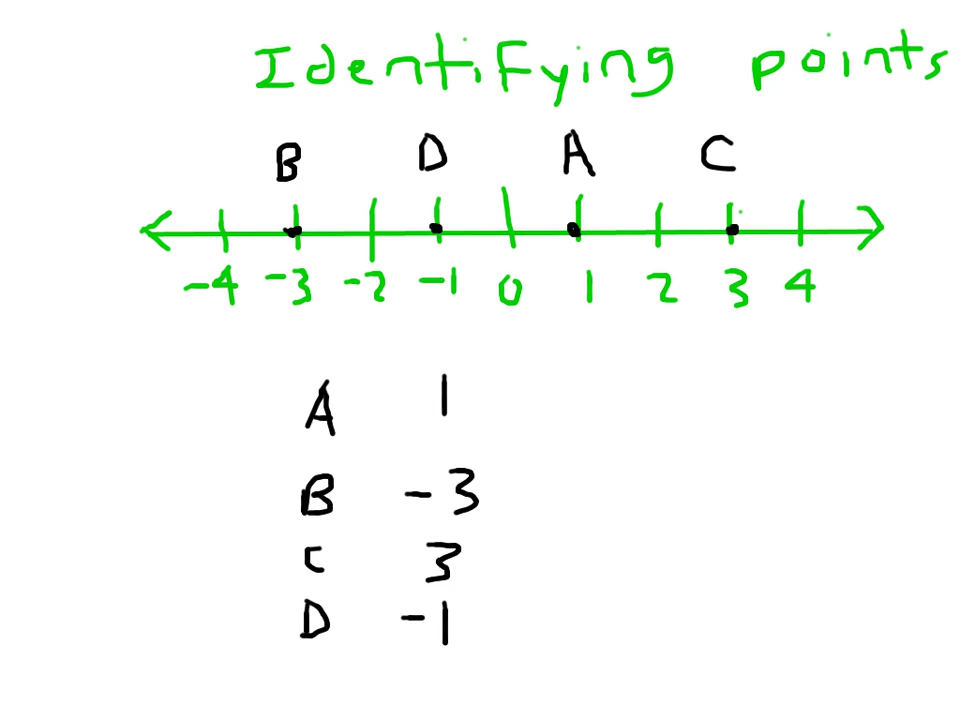 Identifying points
B D A C
-4 -3 -2 -1 0 1 2 3 4
A 1
B -3
C 3
D -1